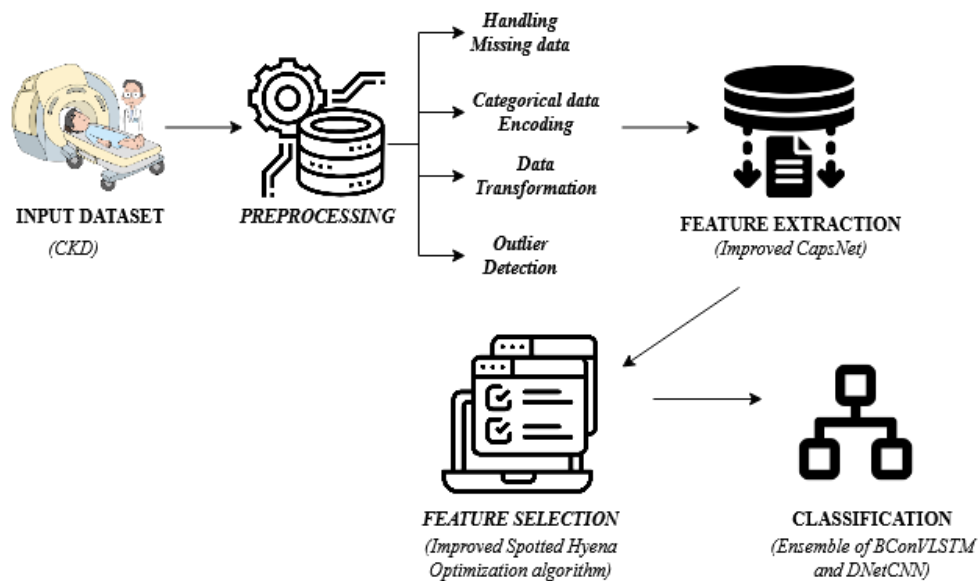 Handling
Missing data
Categorical data
Encoding
Data
Transformation
Outlier
Detection
INPUT DATASET
(CKD)
PREPROCESSING
FEATURE EXTRACTION
(Improved CapsNet)
FEATURE SELECTION
(Improved Spotted Hyena
Optimization algorithm)
CLASSIFICATION
(Ensemble of BConVLSTM
and DNetCNN)